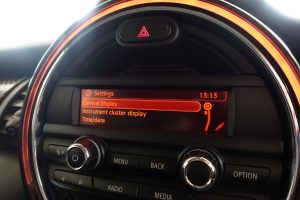 Settings 13:13
Central Display
Instrument cluster display
Time/date
MENU BACK OPTION
RADIO MEDIA